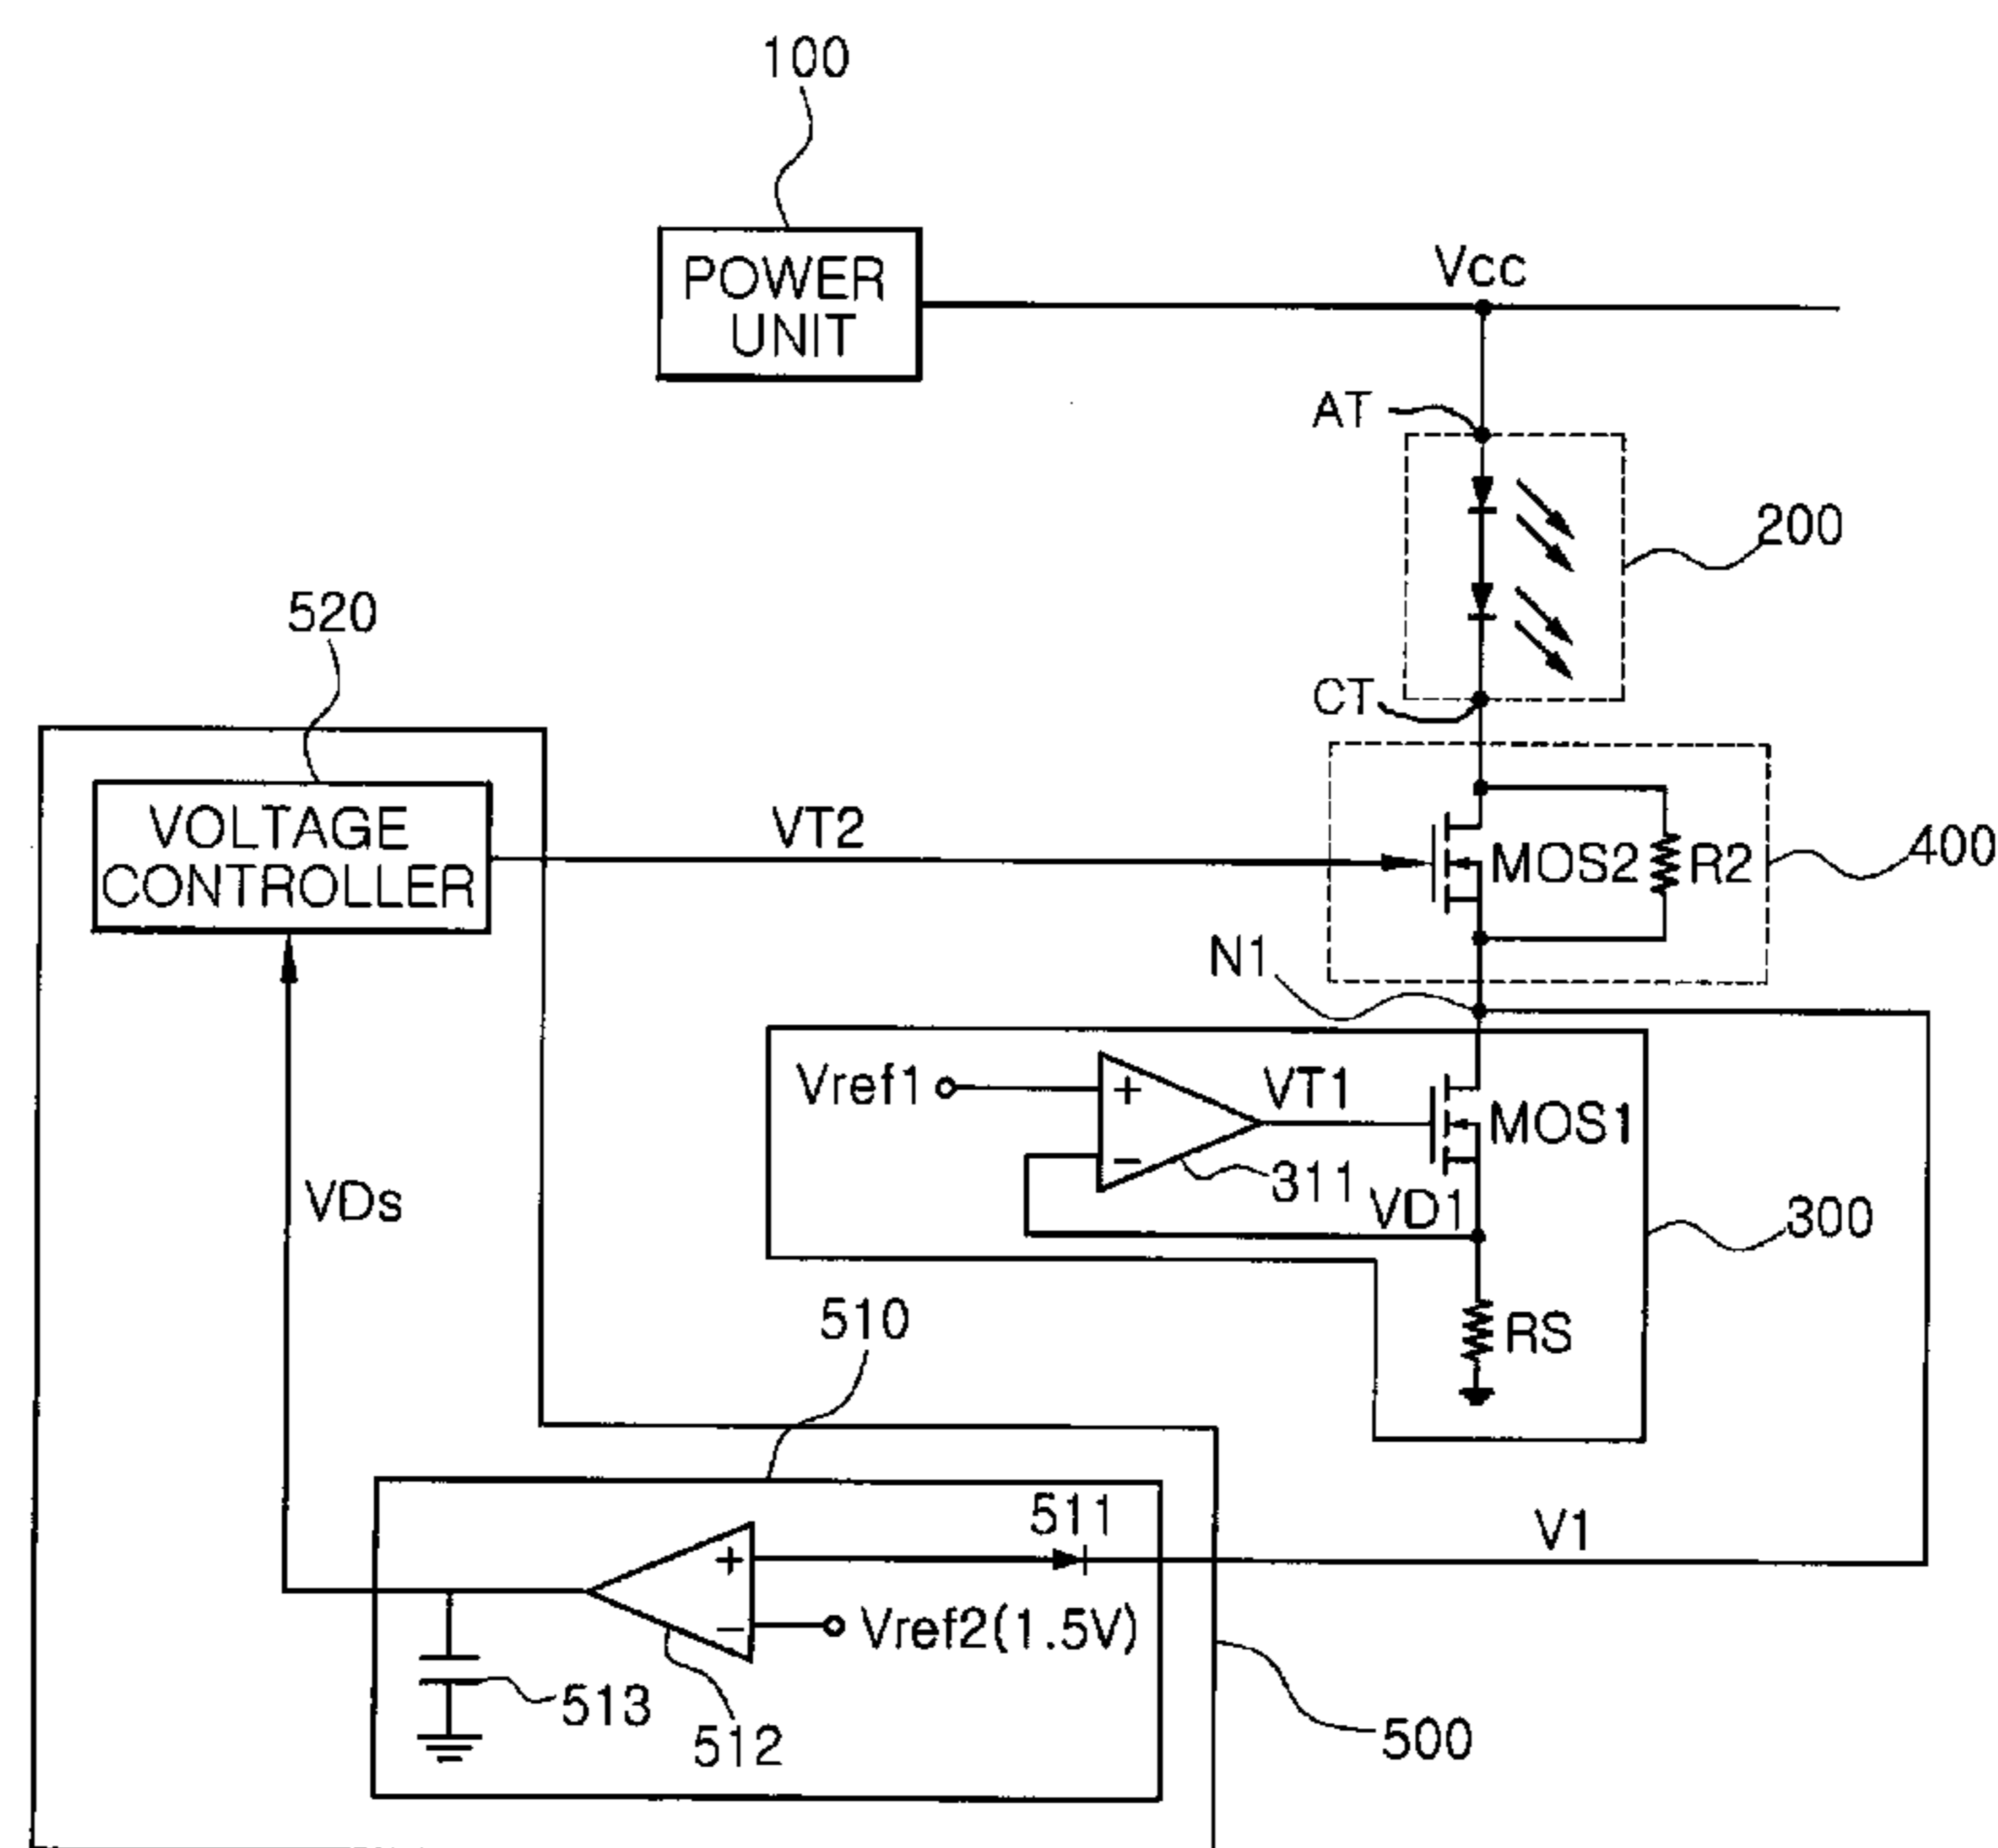 100
POWER
UNIT
Vcc
AT
200
520
CT
VOLTAGE
CONTROLLER
VT2
MOS2
R2
400
N1
Vref1
+
−
VT1
MOS1
311
VD1
VDs
300
RS
510
511
V1
+
−
Vref2(1.5V)
513
512
500